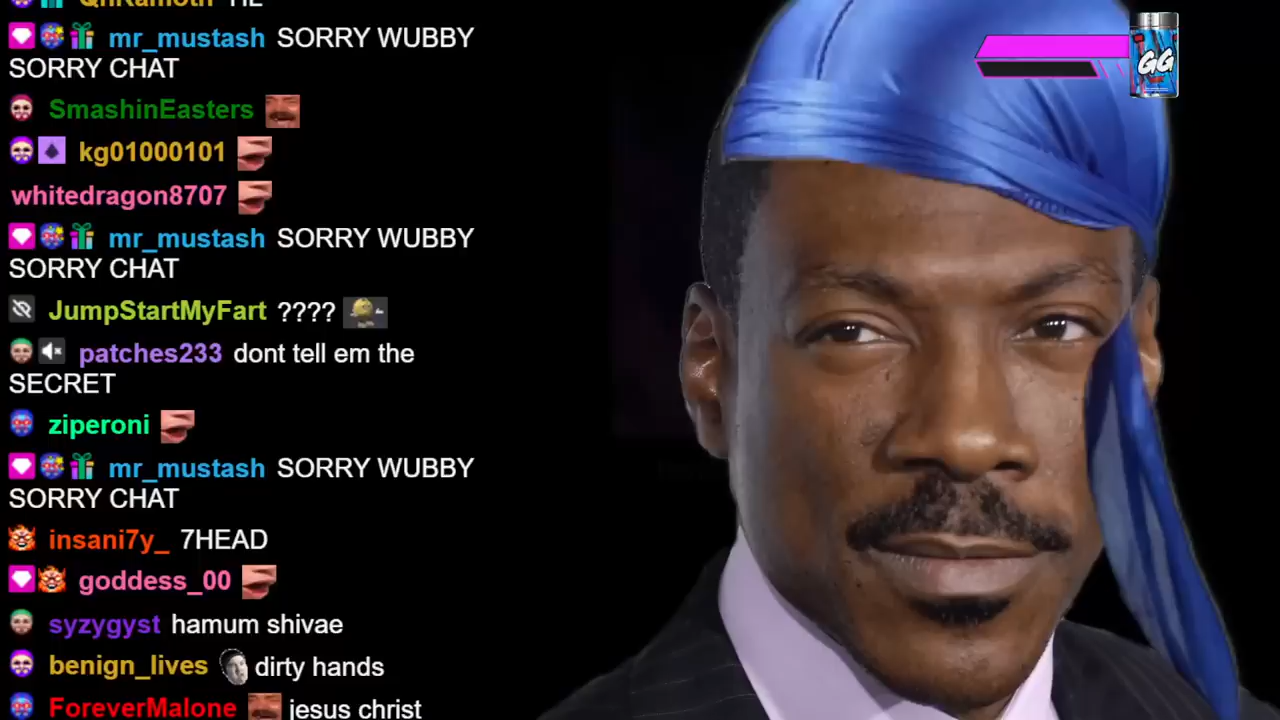 mr_mustash SORRY WUBBY
SORRY CHAT
SmashinEasters
kg01000101
whitedragon8707
mr_mustash SORRY WUBBY
SORRY CHAT
JumpStartMyFart ????
patches233 dont tell em the
SECRET
ziperoni
mr_mustash SORRY WUBBY
SORRY CHAT
insani7y_ 7HEAD
goddess_00
syzygyst hamum shivae
benign_lives dirty hands
ForeverMalone jesus christ
GG